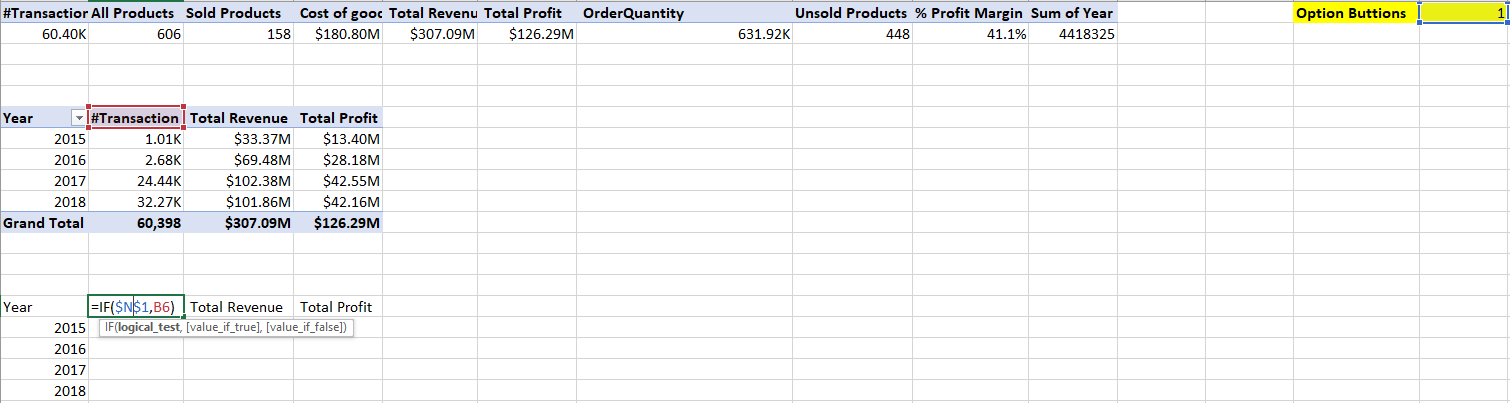 #Transaction All Products Sold Products Cost of good Total Revenu Total Profit OrderQuantity Unsold Products % Profit Margin Sum of Year Option Buttions 1
60.40K 606 158 $180.80M $307.09M $126.29M 631.92K 448 41.1% 4418325
Year #Transaction Total Revenue Total Profit
2015 1.01K $33.37M $13.40M
2016 2.68K $69.48M $28.18M
2017 24.44K $102.38M $42.55M
2018 32.27K $101.86M $42.16M
Grand Total 60,398 $307.09M $126.29M
Year =IF($N$1,B6) Total Revenue Total Profit
2015 IF(logical_test, [value_if_true], [value_if_false])
2016
2017
2018